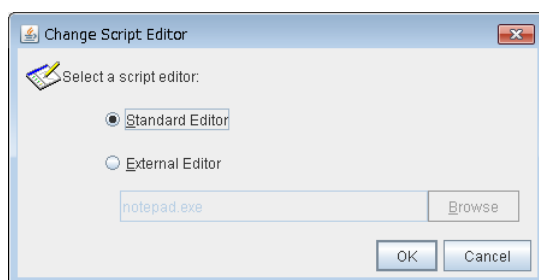 Change Script Editor
Select a script editor:
Standard Editor
External Editor
notepad.exe Browse
OK Cancel